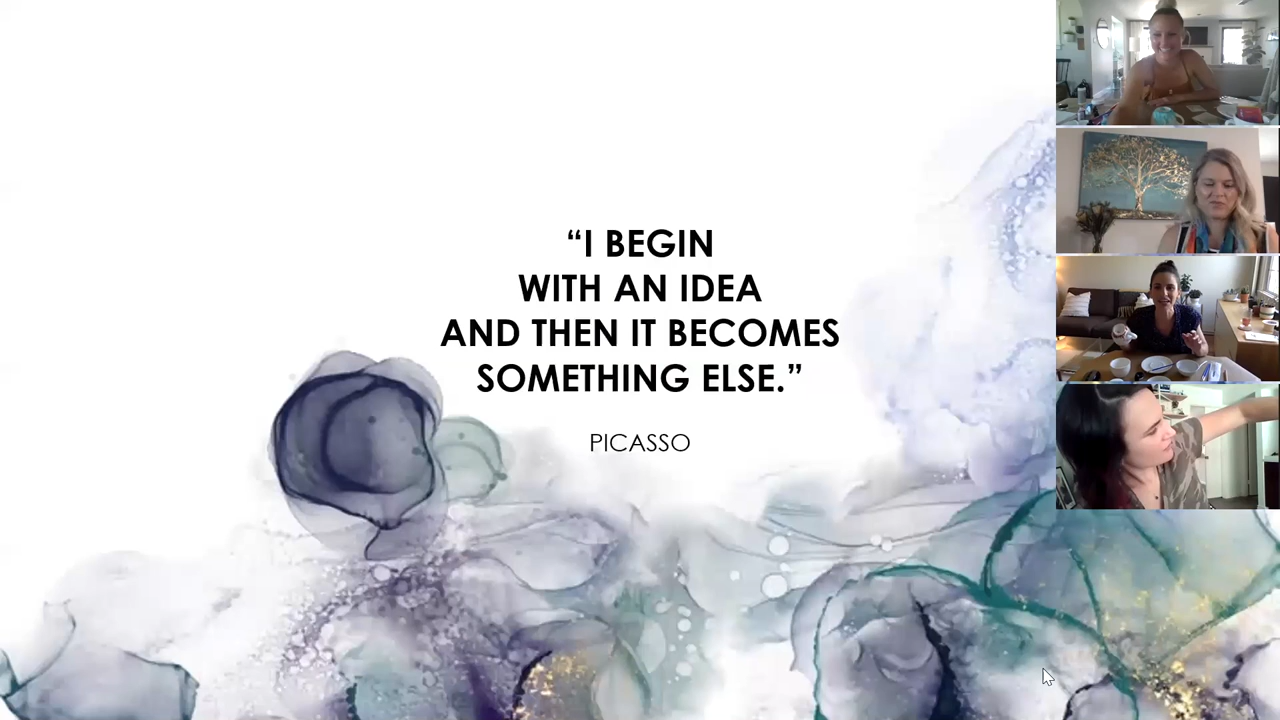 “I BEGIN
WITH AN IDEA
AND THEN IT BECOMES
SOMETHING ELSE.”
PICASSO